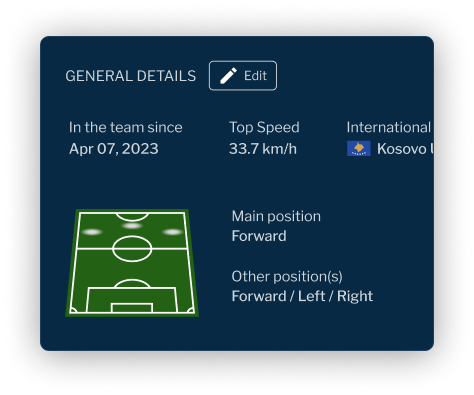 GENERAL DETAILS Edit
In the team since Top Speed International
Apr 07, 2023 33.7 km/h Kosovo
Main position
Forward
Other position(s)
Forward / Left / Right